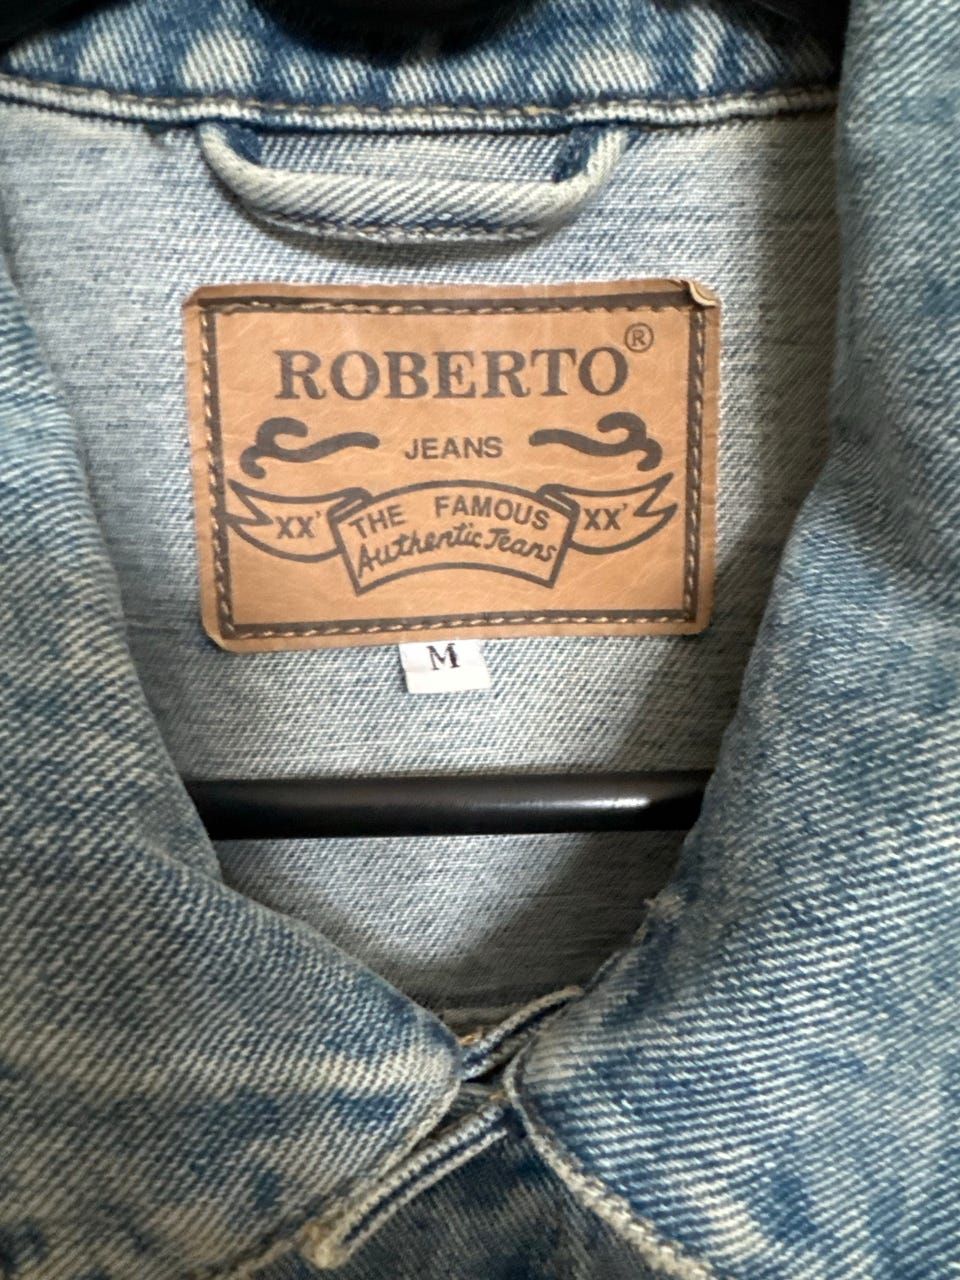 ROBERTO®
JEANS
XX' THE FAMOUS XX'
Authentic Jeans
M